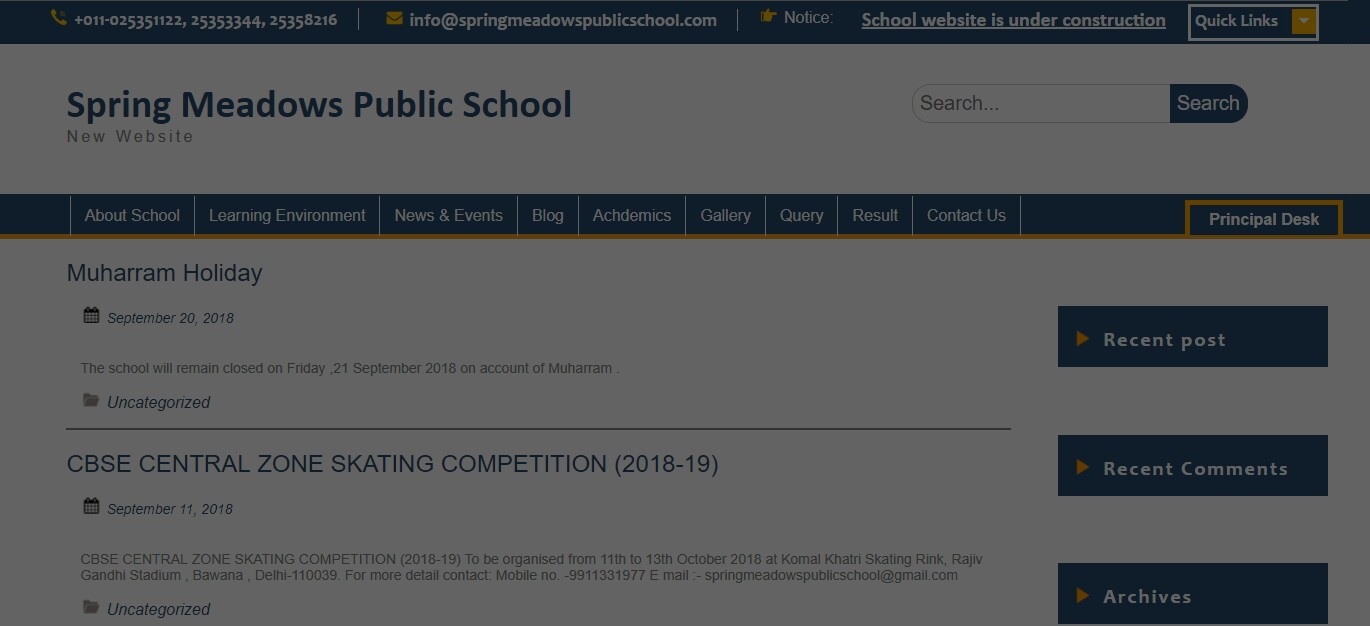 +011-025351122, 25353344, 25358216 info@springmeadowspublicschool.com Notice: School website is under construction Quick Links
Spring Meadows Public School
New Website
Search... Search
About School Learning Environment News & Events Blog Achdemics Gallery Query Result Contact Us Principal Desk
Muharram Holiday
September 20, 2018
The school will remain closed on Friday ,21 September 2018 on account of Muharram .
Uncategorized
CBSE CENTRAL ZONE SKATING COMPETITION (2018-19)
September 11, 2018
CBSE CENTRAL ZONE SKATING COMPETITION (2018-19) To be organised from 11th to 13th October 2018 at Komal Khatri Skating Rink, Rajiv
Gandhi Stadium , Bawana , Delhi-110039. For more detail contact: Mobile no. -9911331977 E mail :- springmeadowspublicschool@gmail.com
Uncategorized
Recent post
Recent Comments
Archives